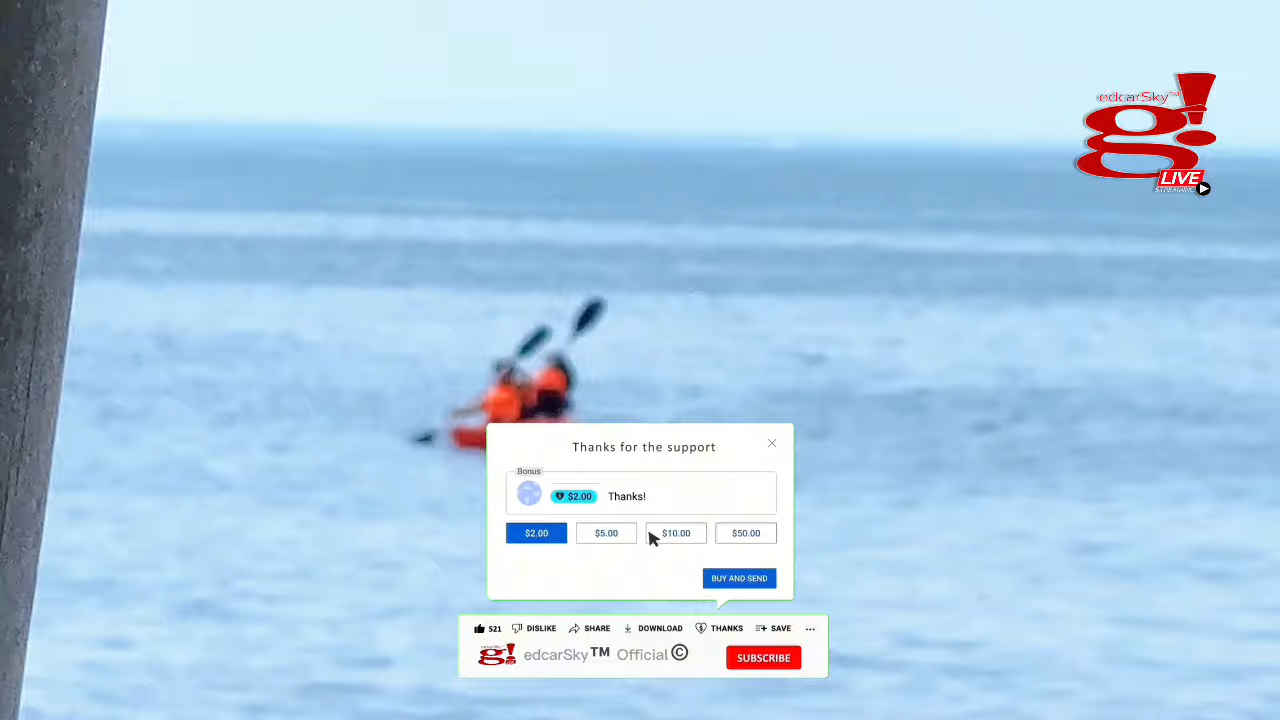 edcarSky™
g!
LIVE
STREAMING
Thanks for the support
Bonus
$2.00 Thanks!
$2.00 $5.00 $10.00 $50.00
BUY AND SEND
521 DISLIKE SHARE DOWNLOAD THANKS SAVE
edcarSky™ Official ©
SUBSCRIBE